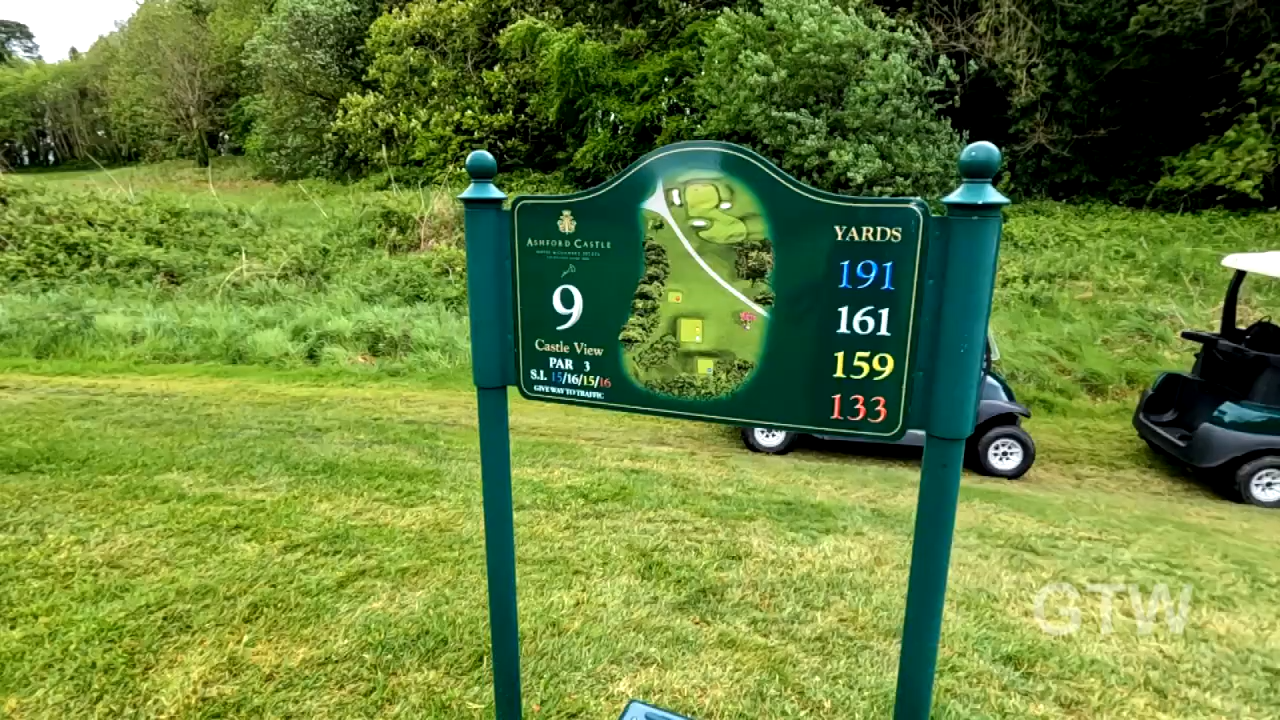 ASHFORD CASTLE
9
Castle View
PAR 3
S.I. 15/16/15/16
GIVE WAY TO TRAFFIC
YARDS
191
161
159
133
GTW